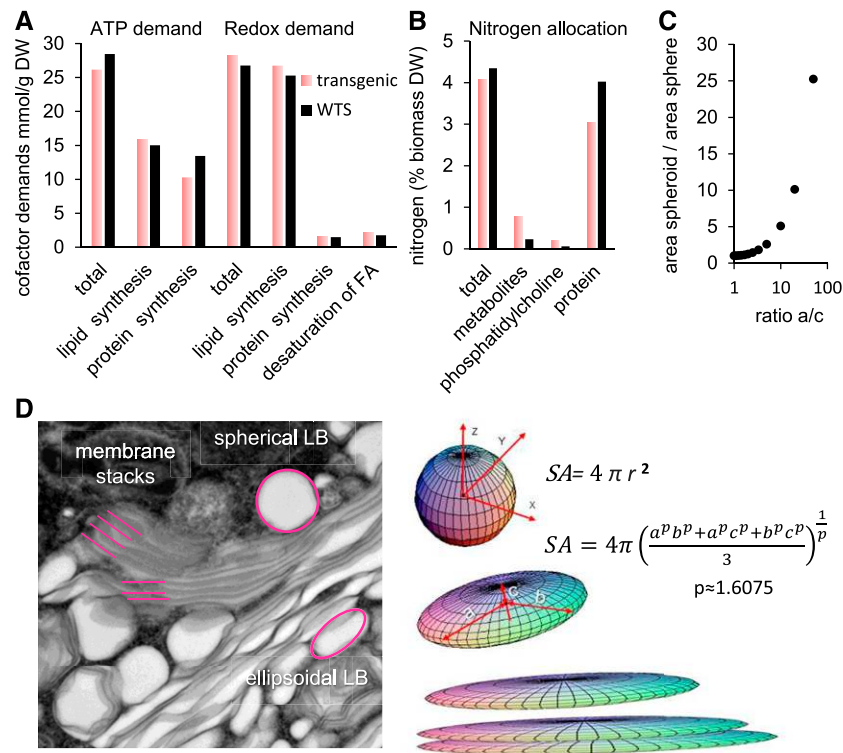 A
ATP demand Redox demand
cofactor demands mmol/g DW
30
25
20
15
10
5
0
transgenic
WTS
total
lipid synthesis
protein synthesis
total
lipid synthesis
protein synthesis
desaturation of FA
B
Nitrogen allocation
nitrogen (% biomass DW)
5
4
3
2
1
0
total
metabolites
phosphatidylcholine
protein
C
area spheroid / area sphere
30
25
20
15
10
5
0
1 10 100
ratio a/c
D
membrane
stacks
spherical LB
ellipsoidal LB
Z
Y
X
SA= 4 π r ²
SA = 4π (aᵖbᵖ+aᵖcᵖ+bᵖcᵖ / 3)^1/p
p≈1.6075
a c b